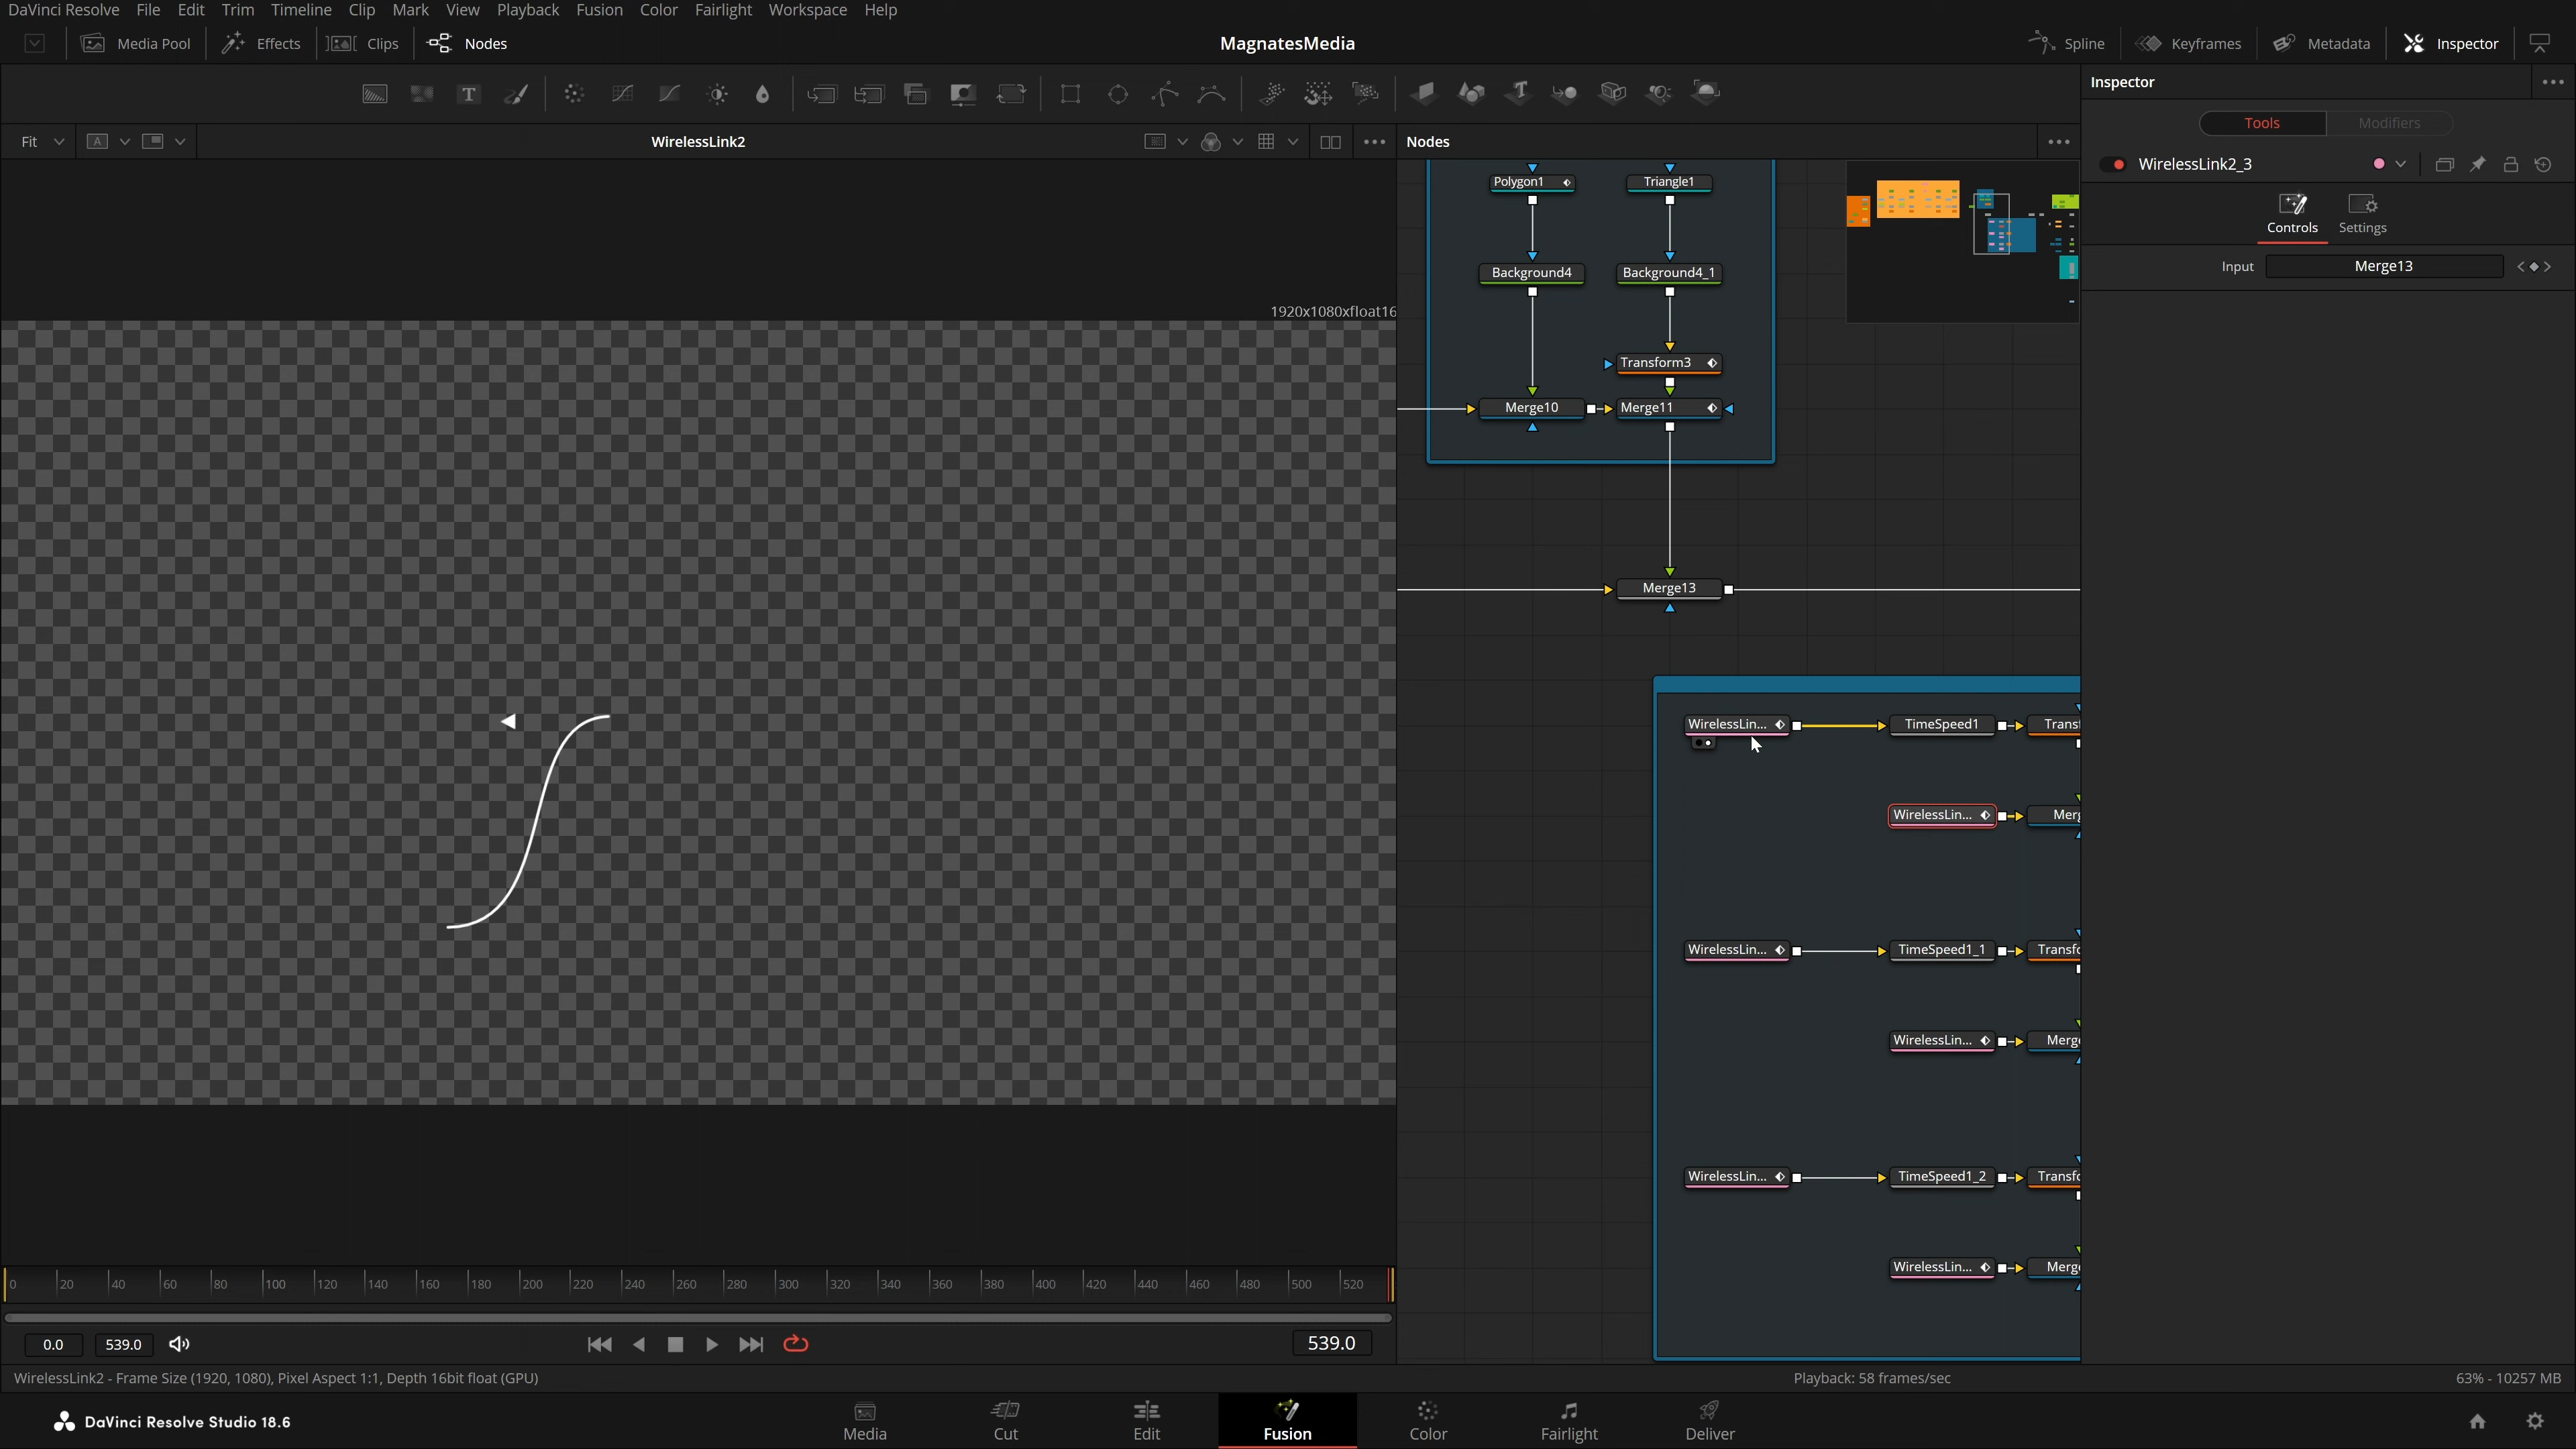 DaVinci Resolve File Edit Trim Timeline Clip Mark View Playback Fusion Color Fairlight Workspace Help
Media Pool Effects Clips Nodes MagnatesMedia Spline Keyframes Metadata Inspector
T T
Inspector
Fit A WirelessLink2 Nodes
Tools Modifiers
WirelessLink2_3
Controls Settings
Input Merge13
1920x1080xfloat16
Polygon1 Triangle1
Background4 Background4_1
Transform3
Merge10 Merge11
Merge13
WirelessLin... TimeSpeed1 Transf
WirelessLin... Merg
WirelessLin... TimeSpeed1_1 Transfo
WirelessLin... Merge
WirelessLin... TimeSpeed1_2 Transfo
WirelessLin... Merge
0 20 40 60 80 100 120 140 160 180 200 220 240 260 280 300 320 340 360 380 400 420 440 460 480 500 520
0.0 539.0 539.0
WirelessLink2 - Frame Size (1920, 1080), Pixel Aspect 1:1, Depth 16bit float (GPU) Playback: 58 frames/sec 63% - 10257 MB
DaVinci Resolve Studio 18.6
Media Cut Edit Fusion Color Fairlight Deliver